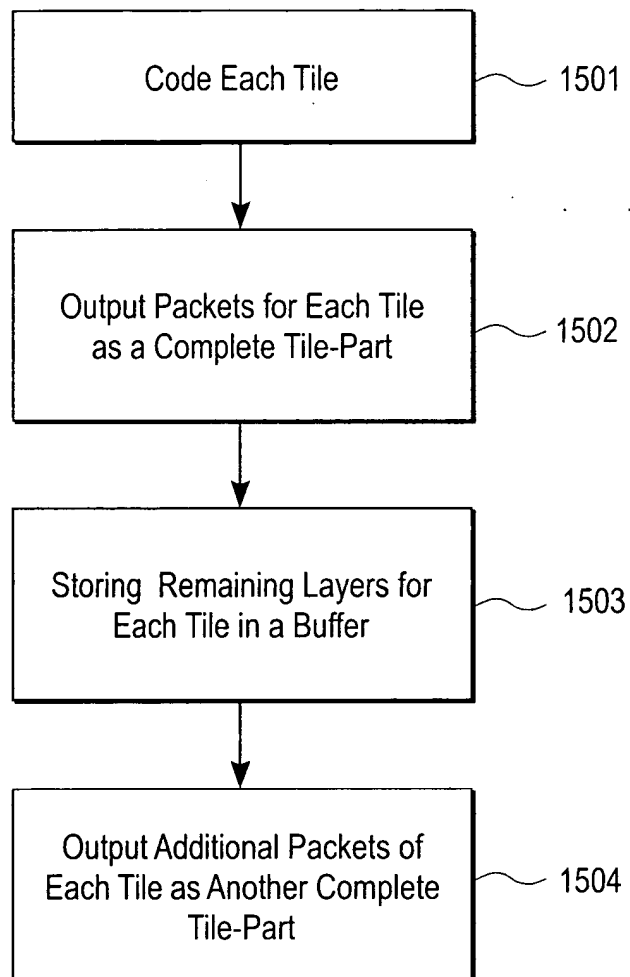 Code Each Tile
1501
Output Packets for Each Tile
as a Complete Tile-Part
1502
Storing Remaining Layers for
Each Tile in a Buffer
1503
Output Additional Packets of
Each Tile as Another Complete
Tile-Part
1504